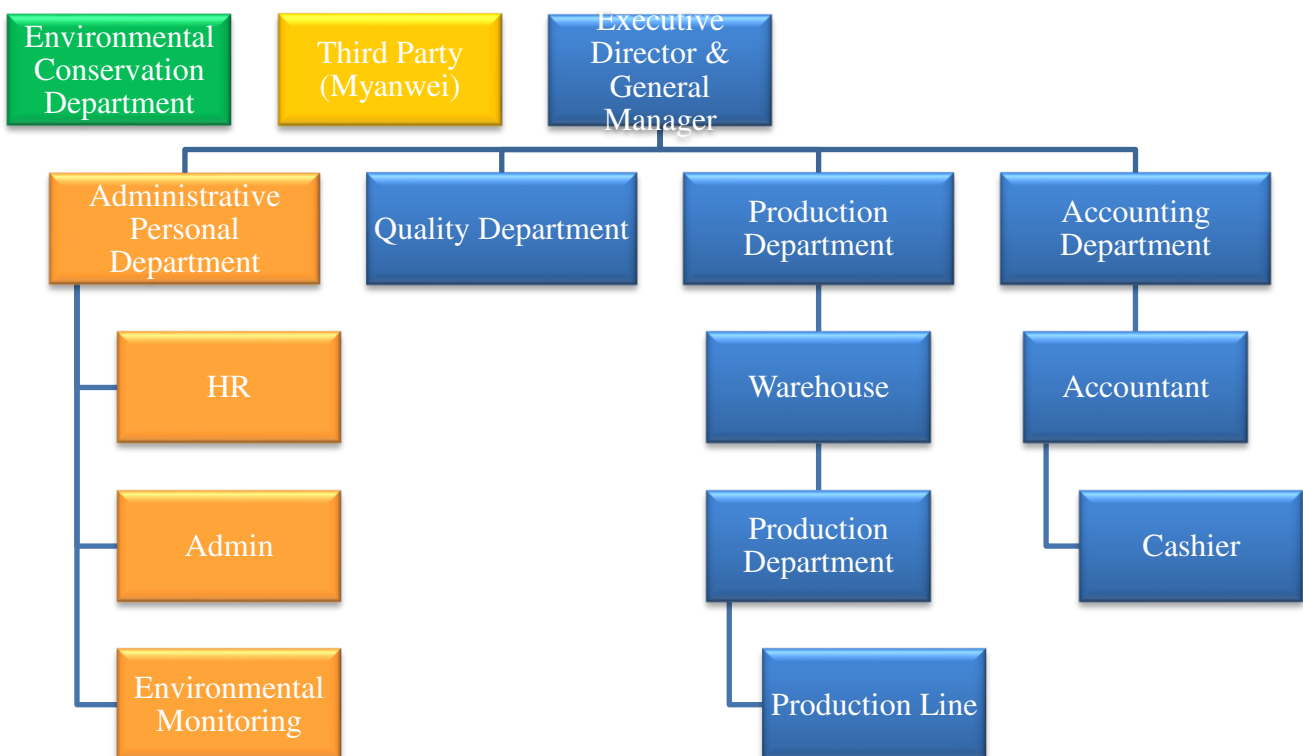 Environmental
Conservation
Department
Third Party
(Myanwei)
Executive
Director &
General
Manager
Administrative
Personal
Department
Quality Department
Production
Department
Accounting
Department
HR
Warehouse
Accountant
Admin
Production
Department
Cashier
Environmental
Monitoring
Production Line